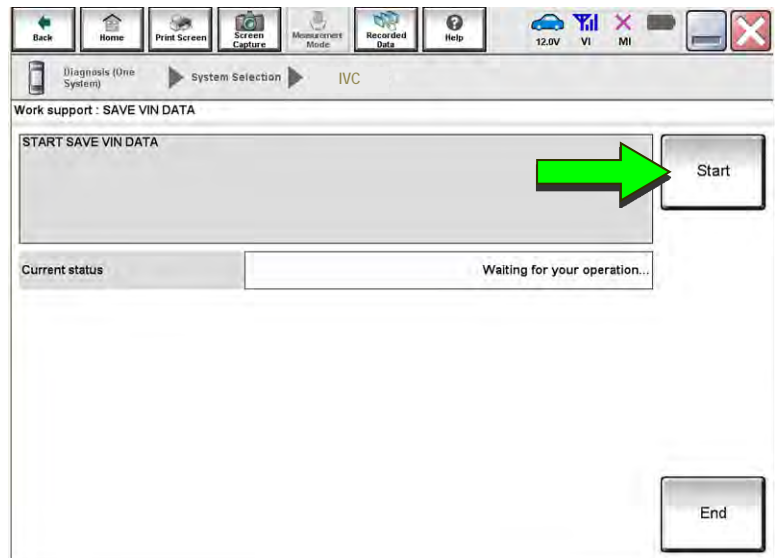 Back
Home
Print Screen
Screen
Capture
Measurement
Mode
Recorded
Data
Help
12.0V
VI
MI
Diagnosis (One
System)
System Selection
IVC
Work support : SAVE VIN DATA
START SAVE VIN DATA
Start
Current status
Waiting for your operation...
End